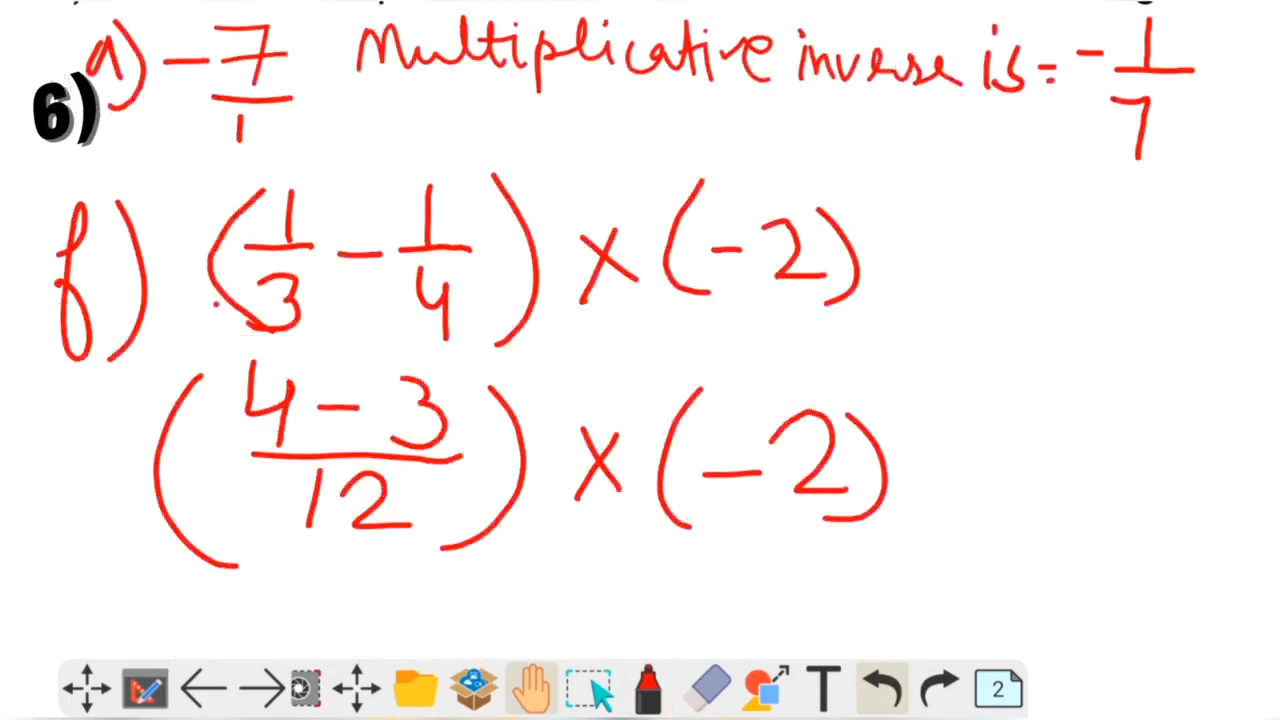 6) a) -7/1 Multiplicative inverse is = -1/7
f) (1/3 - 1/4) × (-2)
((4 - 3)/12) × (-2)
T 2